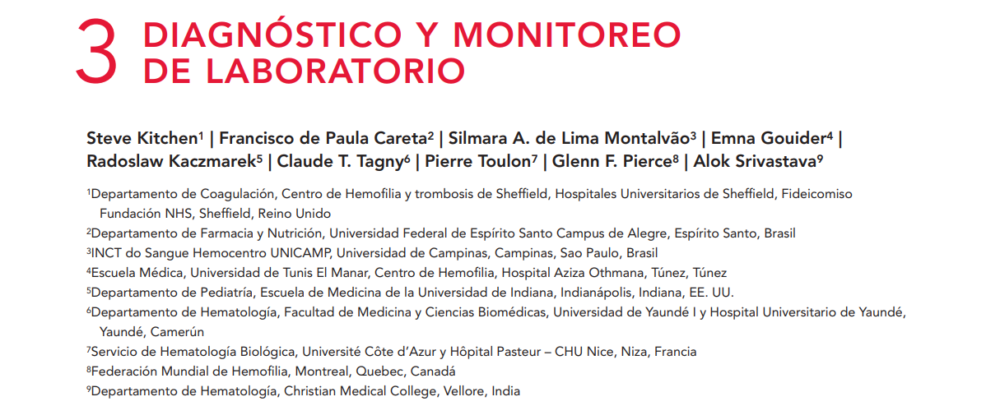 3 DIAGNÓSTICO Y MONITOREO
DE LABORATORIO
Steve Kitchen¹ | Francisco de Paula Careta² | Silmara A. de Lima Montalvão³ | Emna Gouider⁴ |
Radoslaw Kaczmarek⁵ | Claude T. Tagny⁶ | Pierre Toulon⁷ | Glenn F. Pierce⁸ | Alok Srivastava⁹
¹Departamento de Coagulación, Centro de Hemofilia y trombosis de Sheffield, Hospitales Universitarios de Sheffield, Fideicomiso
Fundación NHS, Sheffield, Reino Unido
²Departamento de Farmacia y Nutrición, Universidad Federal de Espírito Santo Campus de Alegre, Espírito Santo, Brasil
³INCT do Sangue Hemocentro UNICAMP, Universidad de Campinas, Campinas, Sao Paulo, Brasil
⁴Escuela Médica, Universidad de Tunis El Manar, Centro de Hemofilia, Hospital Aziza Othmana, Túnez, Túnez
⁵Departamento de Pediatría, Escuela de Medicina de la Universidad de Indiana, Indianápolis, Indiana, EE. UU.
⁶Departamento de Hematología, Facultad de Medicina y Ciencias Biomédicas, Universidad de Yaundé I y Hospital Universitario de Yaundé,
Yaundé, Camerún
⁷Servicio de Hematología Biológica, Université Côte d’Azur y Hôpital Pasteur – CHU Nice, Niza, Francia
⁸Federación Mundial de Hemofilia, Montreal, Quebec, Canadá
⁹Departamento de Hematología, Christian Medical College, Vellore, India